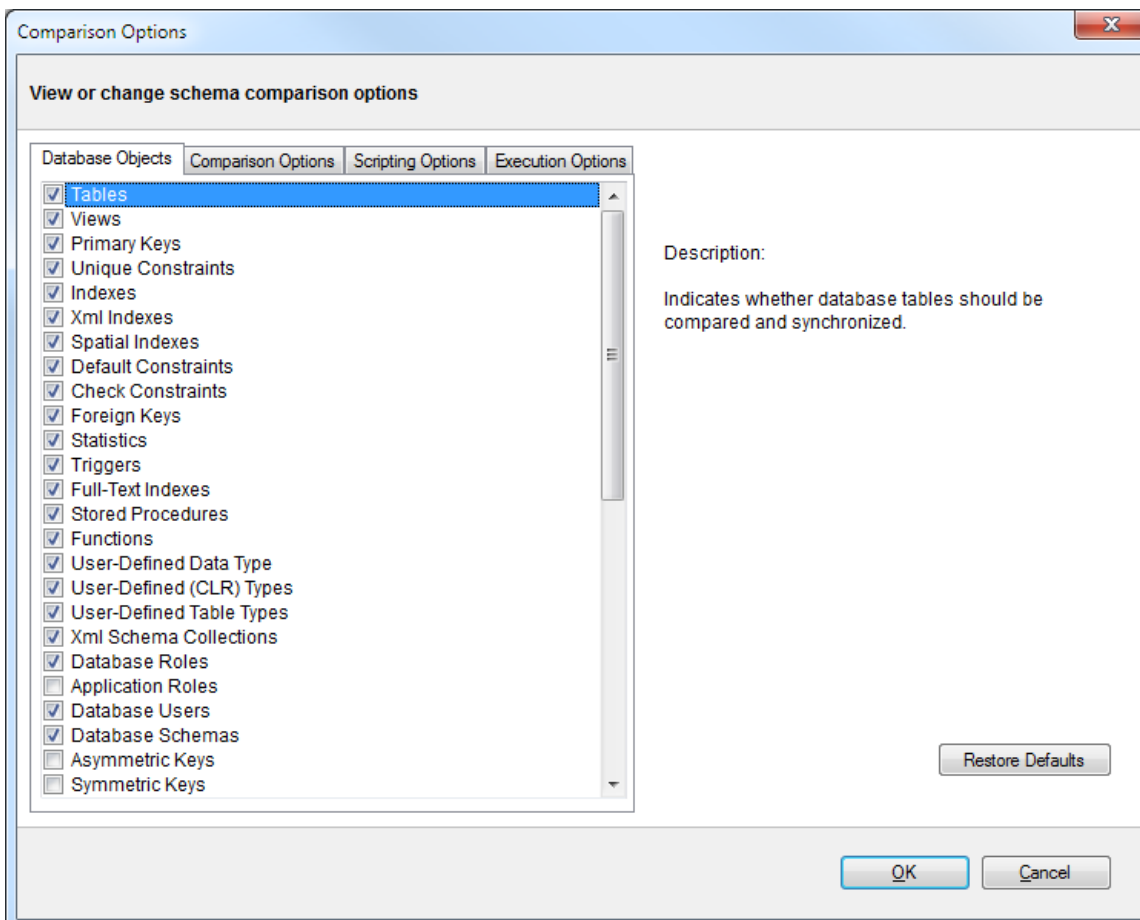 Comparison Options
View or change schema comparison options
Database Objects Comparison Options Scripting Options Execution Options
Tables
Views
Primary Keys
Unique Constraints
Indexes
Xml Indexes
Spatial Indexes
Default Constraints
Check Constraints
Foreign Keys
Statistics
Triggers
Full-Text Indexes
Stored Procedures
Functions
User-Defined Data Type
User-Defined (CLR) Types
User-Defined Table Types
Xml Schema Collections
Database Roles
Application Roles
Database Users
Database Schemas
Asymmetric Keys
Symmetric Keys
Description:
Indicates whether database tables should be
compared and synchronized.
Restore Defaults
OK Cancel